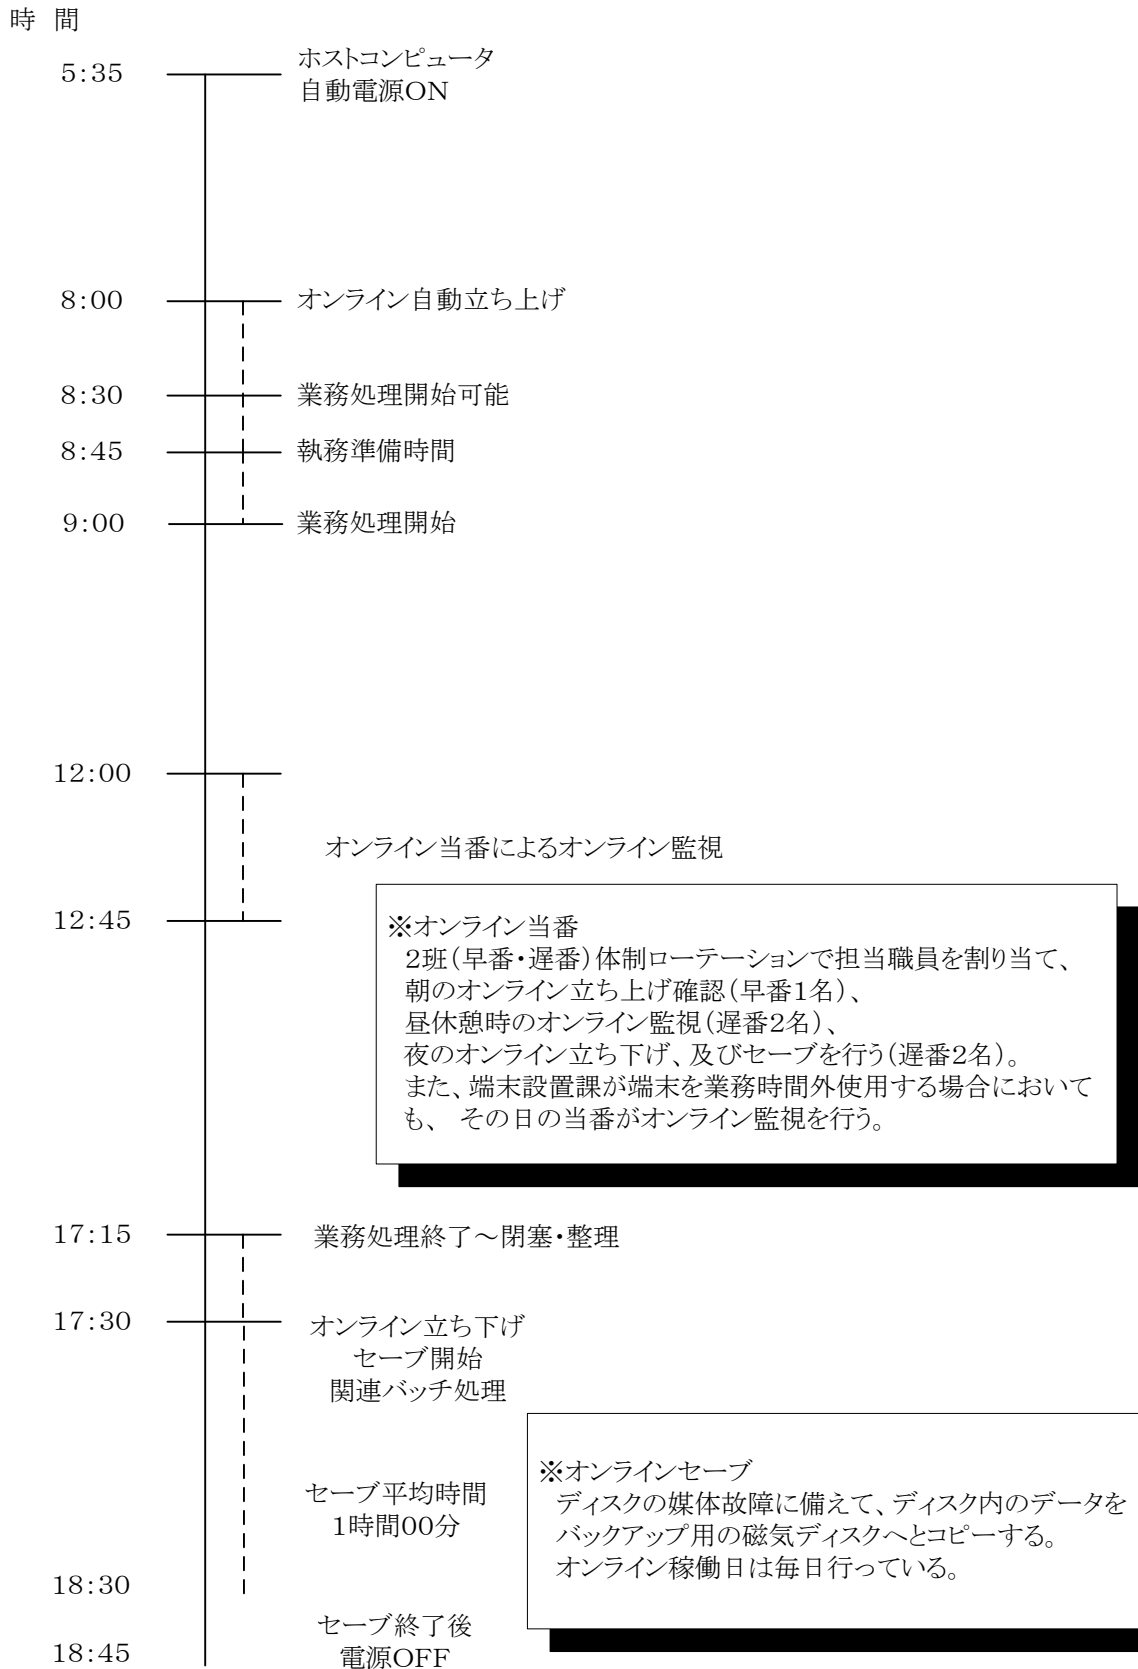 時 間
5:35
ホストコンピュータ
自動電源ON
8:00
オンライン自動立ち上げ
8:30
業務処理開始可能
8:45
執務準備時間
9:00
業務処理開始
12:00
オンライン当番によるオンライン監視
12:45
※オンライン当番
2班(早番・遅番)体制ローテーションで担当職員を割り当て、
朝のオンライン立ち上げ確認(早番1名)、
昼休憩時のオンライン監視(遅番2名)、
夜のオンライン立ち下げ、及びセーブを行う(遅番2名)。
また、端末設置課が端末を業務時間外使用する場合において
も、 その日の当番がオンライン監視を行う。
17:15
業務処理終了～閉塞・整理
17:30
オンライン立ち下げ
セーブ開始
関連バッチ処理
セーブ平均時間
1時間00分
※オンラインセーブ
ディスクの媒体故障に備えて、ディスク内のデータを
バックアップ用の磁気ディスクへとコピーする。
オンライン稼働日は毎日行っている。
18:30
セーブ終了後
電源OFF
18:45